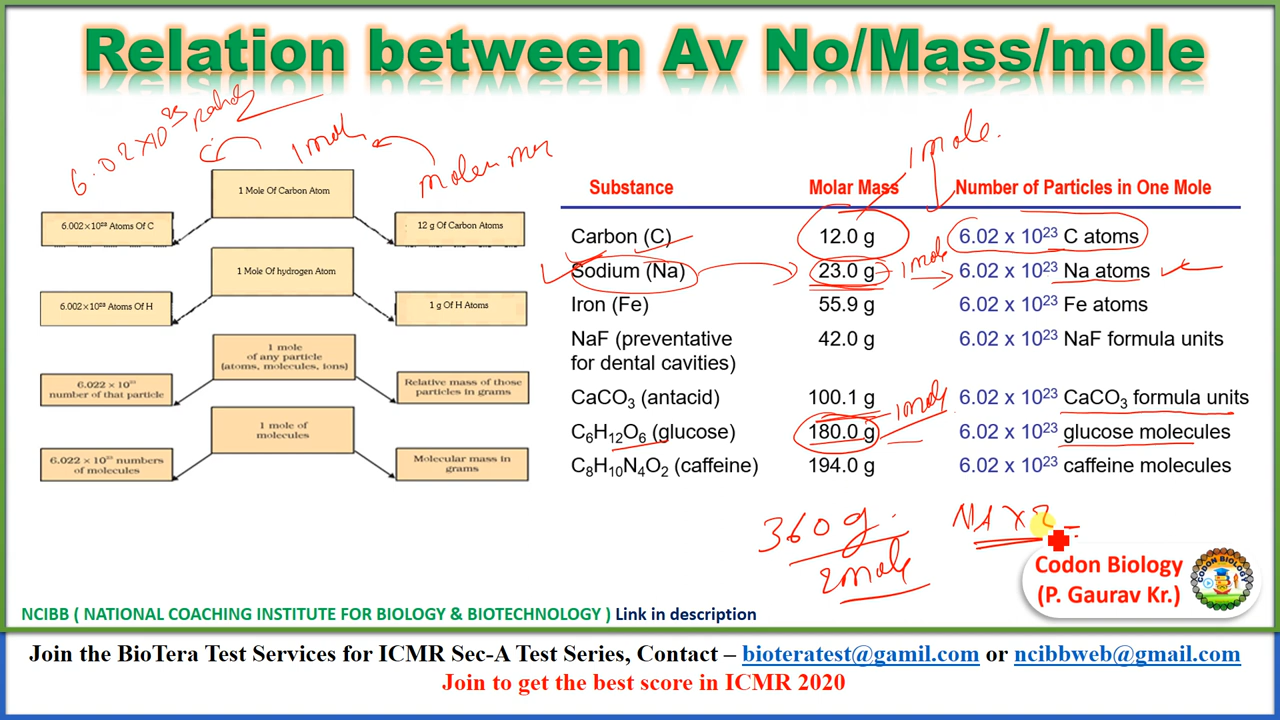 Relation between Av No/Mass/mole
6.02×10²³
1 mole
1 mole.
1 Mole Of Carbon Atom
6.002×10²³ Atoms Of C
12 g Of Carbon Atoms
1 Mole Of hydrogen Atom
6.002×10²³ Atoms Of H
1 g Of H Atoms
1 mole
of any particle
(atoms, molecules, ions)
6.022 × 10²³
number of that particle
Relative mass of those
particles in grams
1 mole of
molecules
6.022 × 10²³ numbers
of molecules
Molecular mass in
grams
Substance Molar Mass Number of Particles in One Mole
Carbon (C) 12.0 g 6.02 x 10²³ C atoms
Sodium (Na) 23.0 g 1 mole 6.02 x 10²³ Na atoms
Iron (Fe) 55.9 g 6.02 x 10²³ Fe atoms
NaF (preventative 42.0 g 6.02 x 10²³ NaF formula units
for dental cavities)
CaCO₃ (antacid) 100.1 g 6.02 x 10²³ CaCO₃ formula units
C₆H₁₂O₆ (glucose) 180.0 g 1 mole 6.02 x 10²³ glucose molecules
C₈H₁₀N₄O₂ (caffeine) 194.0 g 6.02 x 10²³ caffeine molecules
360 g.
2 mole
NA × 2 =
Codon Biology
(P. Gaurav Kr.)
CODON BIOLOGY
NCIBB ( NATIONAL COACHING INSTITUTE FOR BIOLOGY & BIOTECHNOLOGY ) Link in description
Join the BioTera Test Services for ICMR Sec-A Test Series, Contact – bioteratest@gamil.com or ncibbweb@gmail.com
Join to get the best score in ICMR 2020